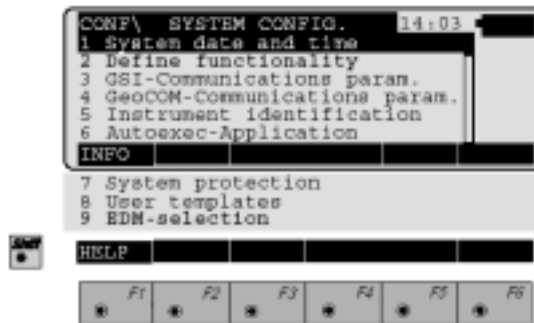 CONF\ SYSTEM CONFIG. 14:03
1 System date and time
2 Define functionality
3 GSI-Communications param.
4 GeoCOM-Communications param.
5 Instrument identification
6 Autoexec-Application
INFO
7 System protection
8 User templates
9 EDM-selection
SHIFT
HELP
F1 F2 F3 F4 F5 F6